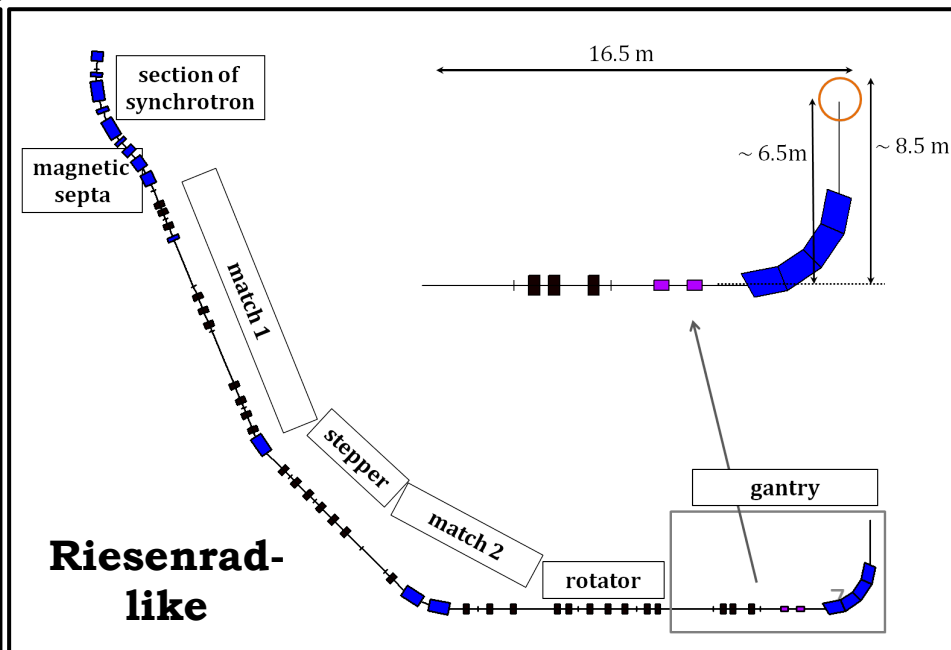 section of
synchrotron
magnetic
septa
match 1
stepper
match 2
rotator
gantry
16.5 m
~ 6.5m
~ 8.5 m
7
Riesenrad-
like